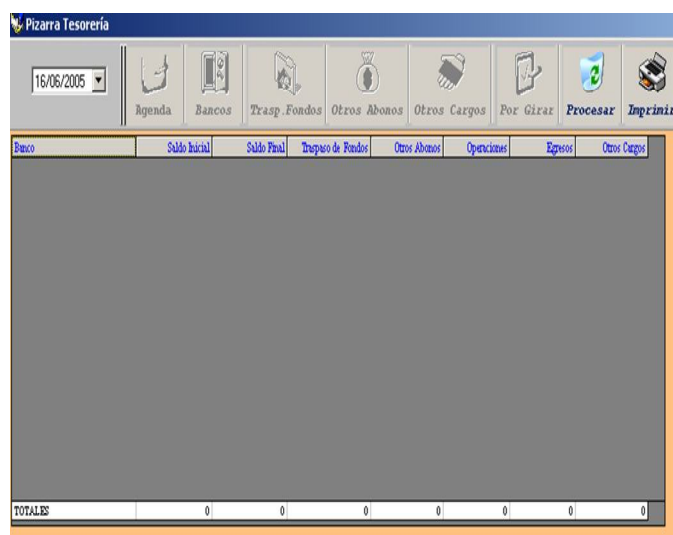 Pizarra Tesorería
16/06/2005
Agenda Bancos Trasp.Fondos Otros Abonos Otros Cargos Por Girar Procesar Imprimir
Banco Saldo Inicial Saldo Final Traspaso de Fondos Otros Abonos Operaciones Egresos Otros Cargos
TOTALES 0 0 0 0 0 0 0